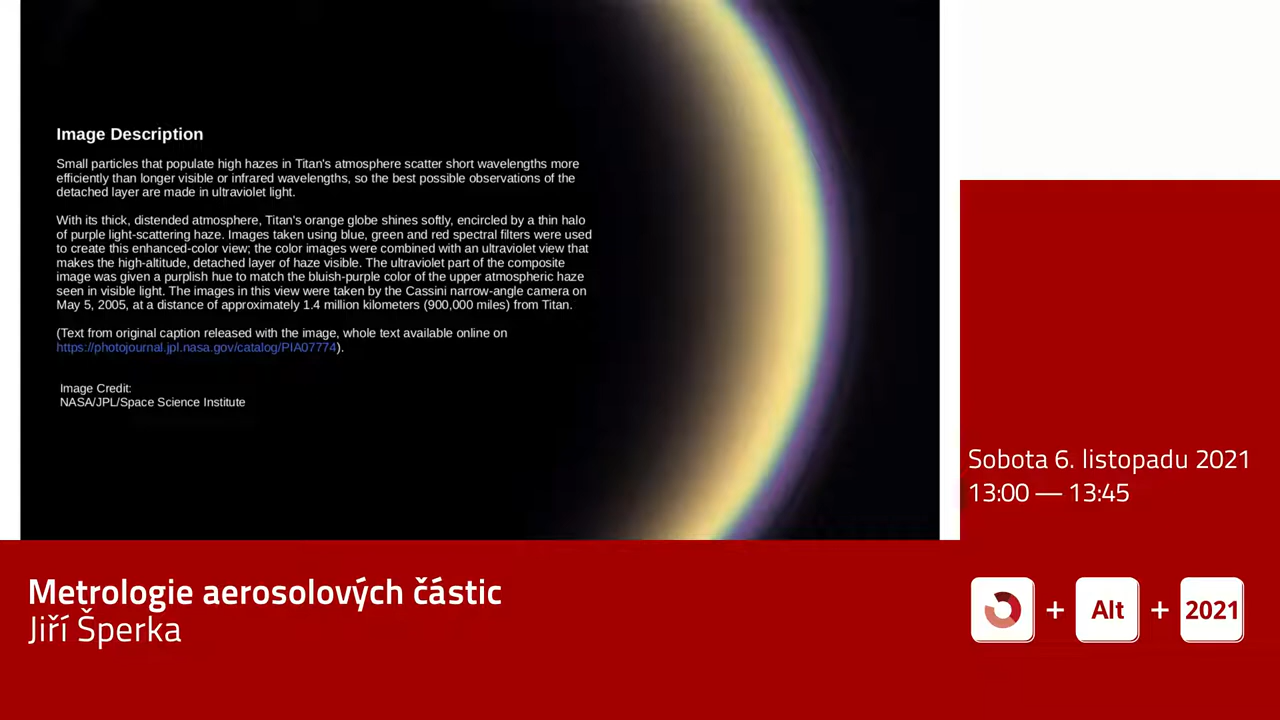 Image Description
Small particles that populate high hazes in Titan's atmosphere scatter short wavelengths more
efficiently than longer visible or infrared wavelengths, so the best possible observations of the
detached layer are made in ultraviolet light.
With its thick, distended atmosphere, Titan's orange globe shines softly, encircled by a thin halo
of purple light-scattering haze. Images taken using blue, green and red spectral filters were used
to create this enhanced-color view; the color images were combined with an ultraviolet view that
makes the high-altitude, detached layer of haze visible. The ultraviolet part of the composite
image was given a purplish hue to match the bluish-purple color of the upper atmospheric haze
seen in visible light. The images in this view were taken by the Cassini narrow-angle camera on
May 5, 2005, at a distance of approximately 1.4 million kilometers (900,000 miles) from Titan.
(Text from original caption released with the image, whole text available online on
https://photojournal.jpl.nasa.gov/catalog/PIA07774).
Image Credit:
NASA/JPL/Space Science Institute
Sobota 6. listopadu 2021
13:00 — 13:45
Metrologie aerosolových částic
Jiří Šperka
+ Alt + 2021